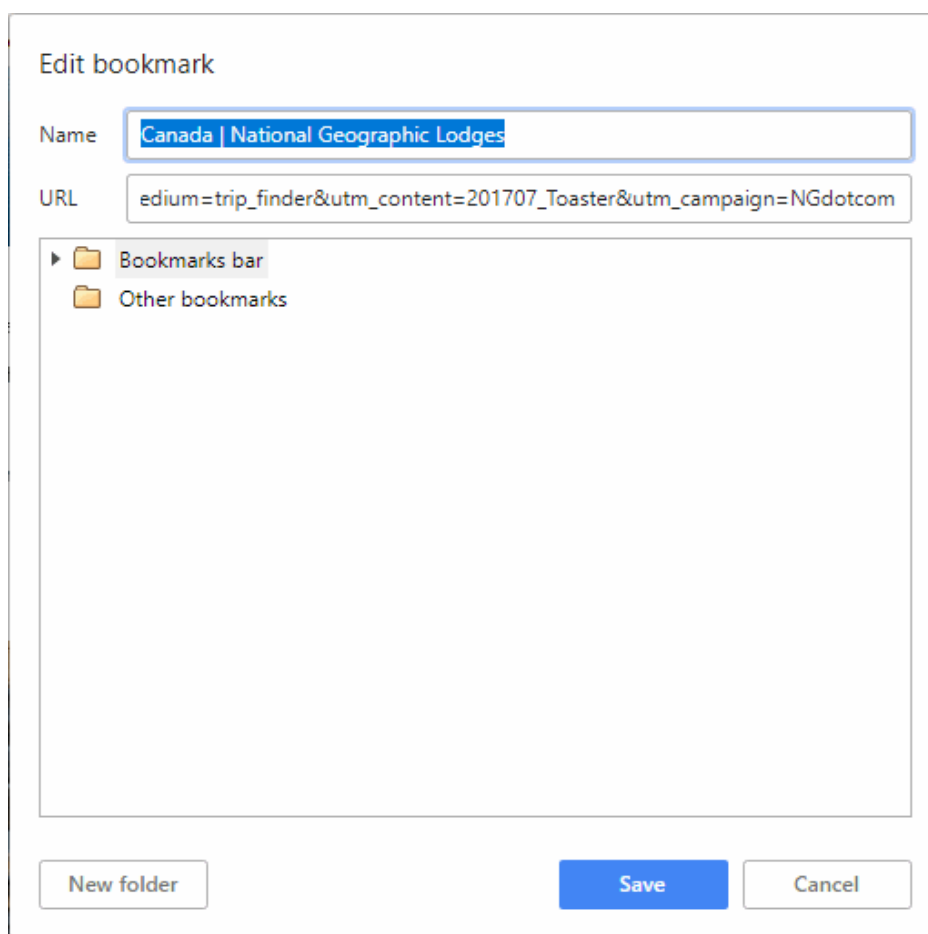 Edit bookmark
Name Canada | National Geographic Lodges
URL edium=trip_finder&utm_content=201707_Toaster&utm_campaign=NGdotcom
Bookmarks bar
Other bookmarks
New folder Save Cancel